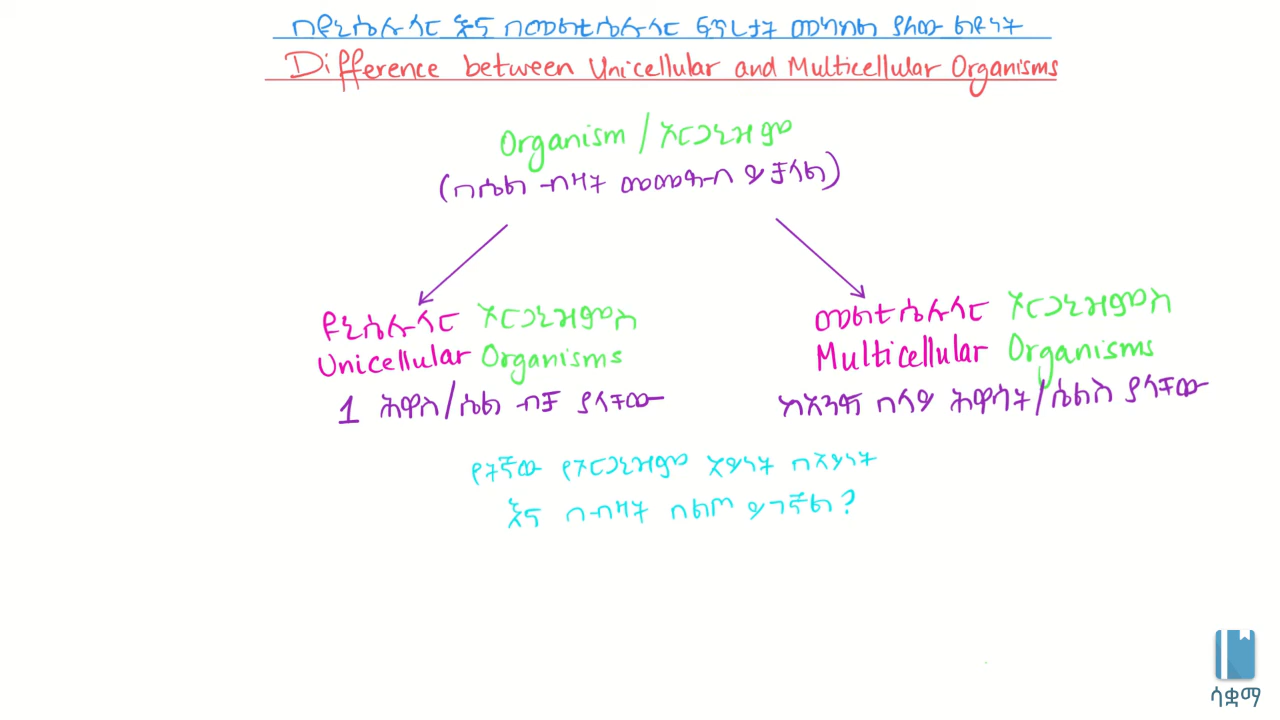 በዩኒሴሉላር እና በመልቲሴሉላር ፍጥረታት መካከል ያለው ልዩነት
Difference between Unicellular and Multicellular Organisms
Organism / ኦርጋኒዝም
(በሴል ብዛት መመደብ ይቻላል)
ዩኒሴሉላር ኦርጋኒዝምስ
Unicellular Organisms
1 ሕዋስ/ሴል ብቻ ያላቸው
መልቲሴሉላር ኦርጋኒዝምስ
Multicellular Organisms
ከአንድ በላይ ሕዋሳት/ሴልስ ያላቸው
የትኛው የኦርጋኒዝም አይነት በአይነት
እና በብዛት በልጦ ይገኛል?
ሳቋማ